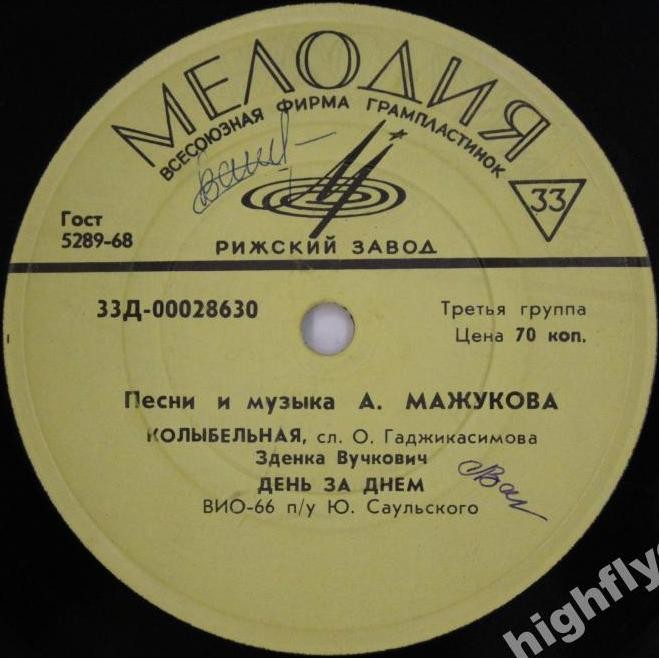 МЕЛОДИЯ
ВСЕСОЮЗНАЯ ФИРМА ГРАМПЛАСТИНОК
33
Гост
5289-68
РИЖСКИЙ ЗАВОД
33Д-00028630
Третья группа
Цена 70 коп.
Песни и музыка А. МАЖУКОВА
КОЛЫБЕЛЬНАЯ, сл. О. Гаджикасимова
Зденка Вучкович
ДЕНЬ ЗА ДНЕМ
ВИО-66 п/у Ю. Саульского